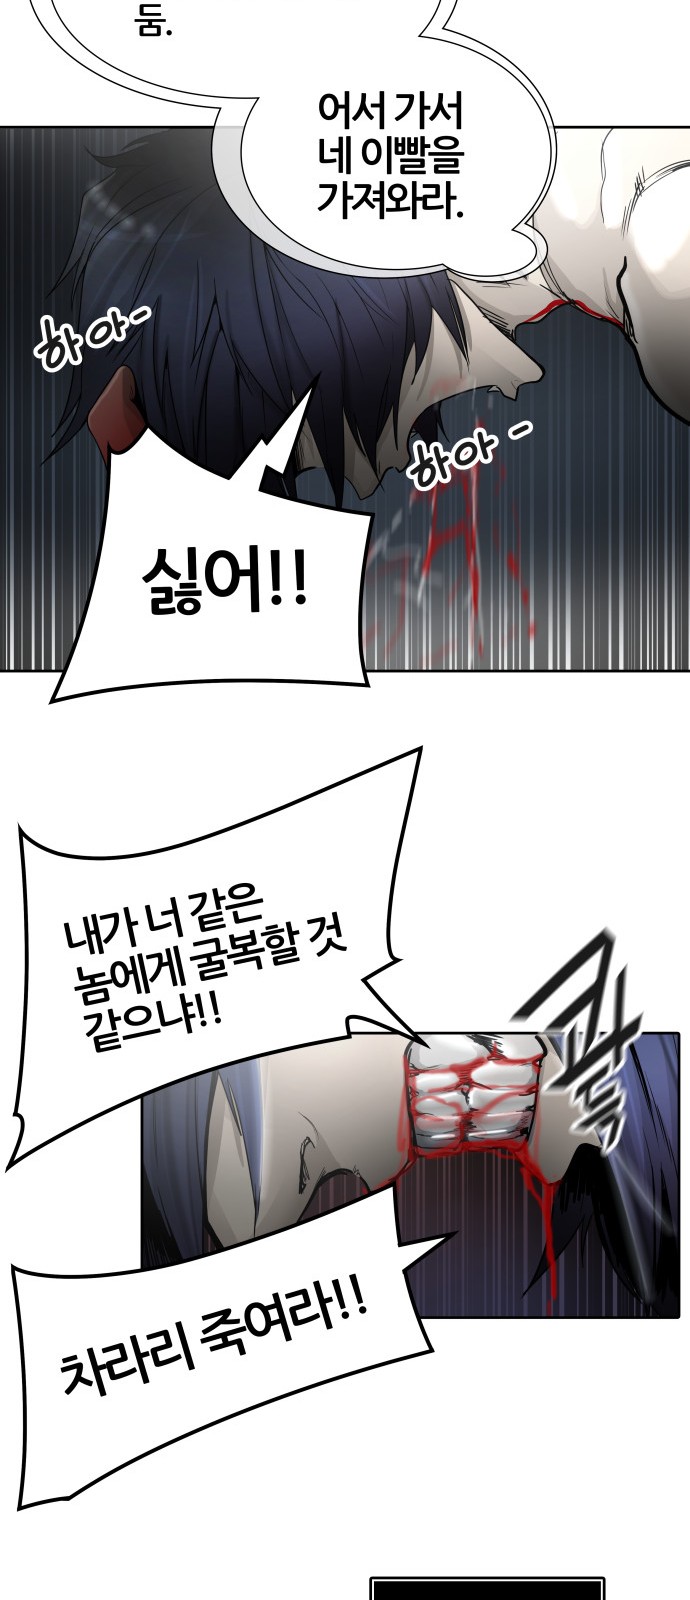 둠.
어서 가서
네 이빨을
가져와라.
하아-
하아-
싫어!!
내가 너 같은
놈에게 굴복할 것
같으냐!!
콰득
차라리 죽여라!!